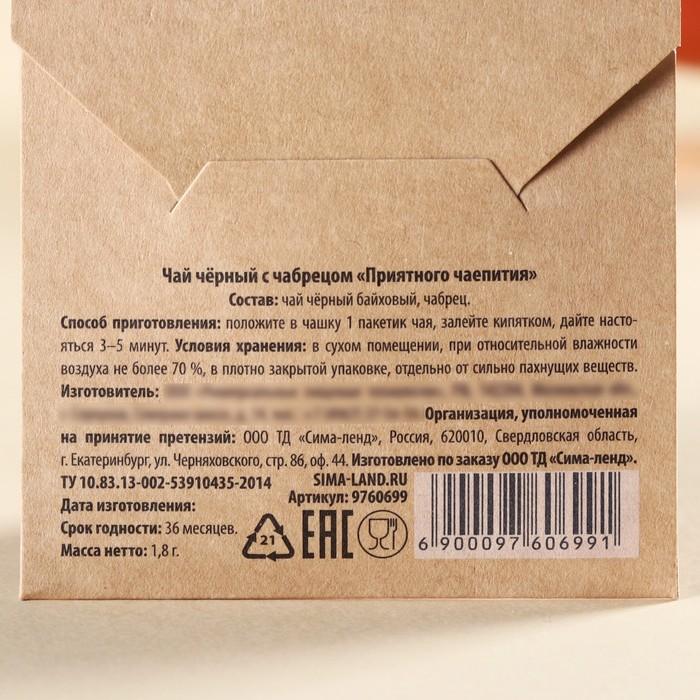 Чай чёрный с чабрецом «Приятного чаепития»
Состав: чай чёрный байховый, чабрец.
Способ приготовления: положите в чашку 1 пакетик чая, залейте кипятком, дайте насто-
яться 3–5 минут. Условия хранения: в сухом помещении, при относительной влажности
воздуха не более 70 %, в плотно закрытой упаковке, отдельно от сильно пахнущих веществ.
Изготовитель:
Организация, уполномоченная
на принятие претензий: ООО ТД «Сима-ленд», Россия, 620010, Свердловская область,
г. Екатеринбург, ул. Черняховского, стр. 86, оф. 44. Изготовлено по заказу ООО ТД «Сима-ленд».
ТУ 10.83.13-002-53910435-2014
SIMA-LAND.RU
Артикул: 9760699
Дата изготовления:
Срок годности: 36 месяцев.
Масса нетто: 1,8 г.
21
EAC
6 900097 606991